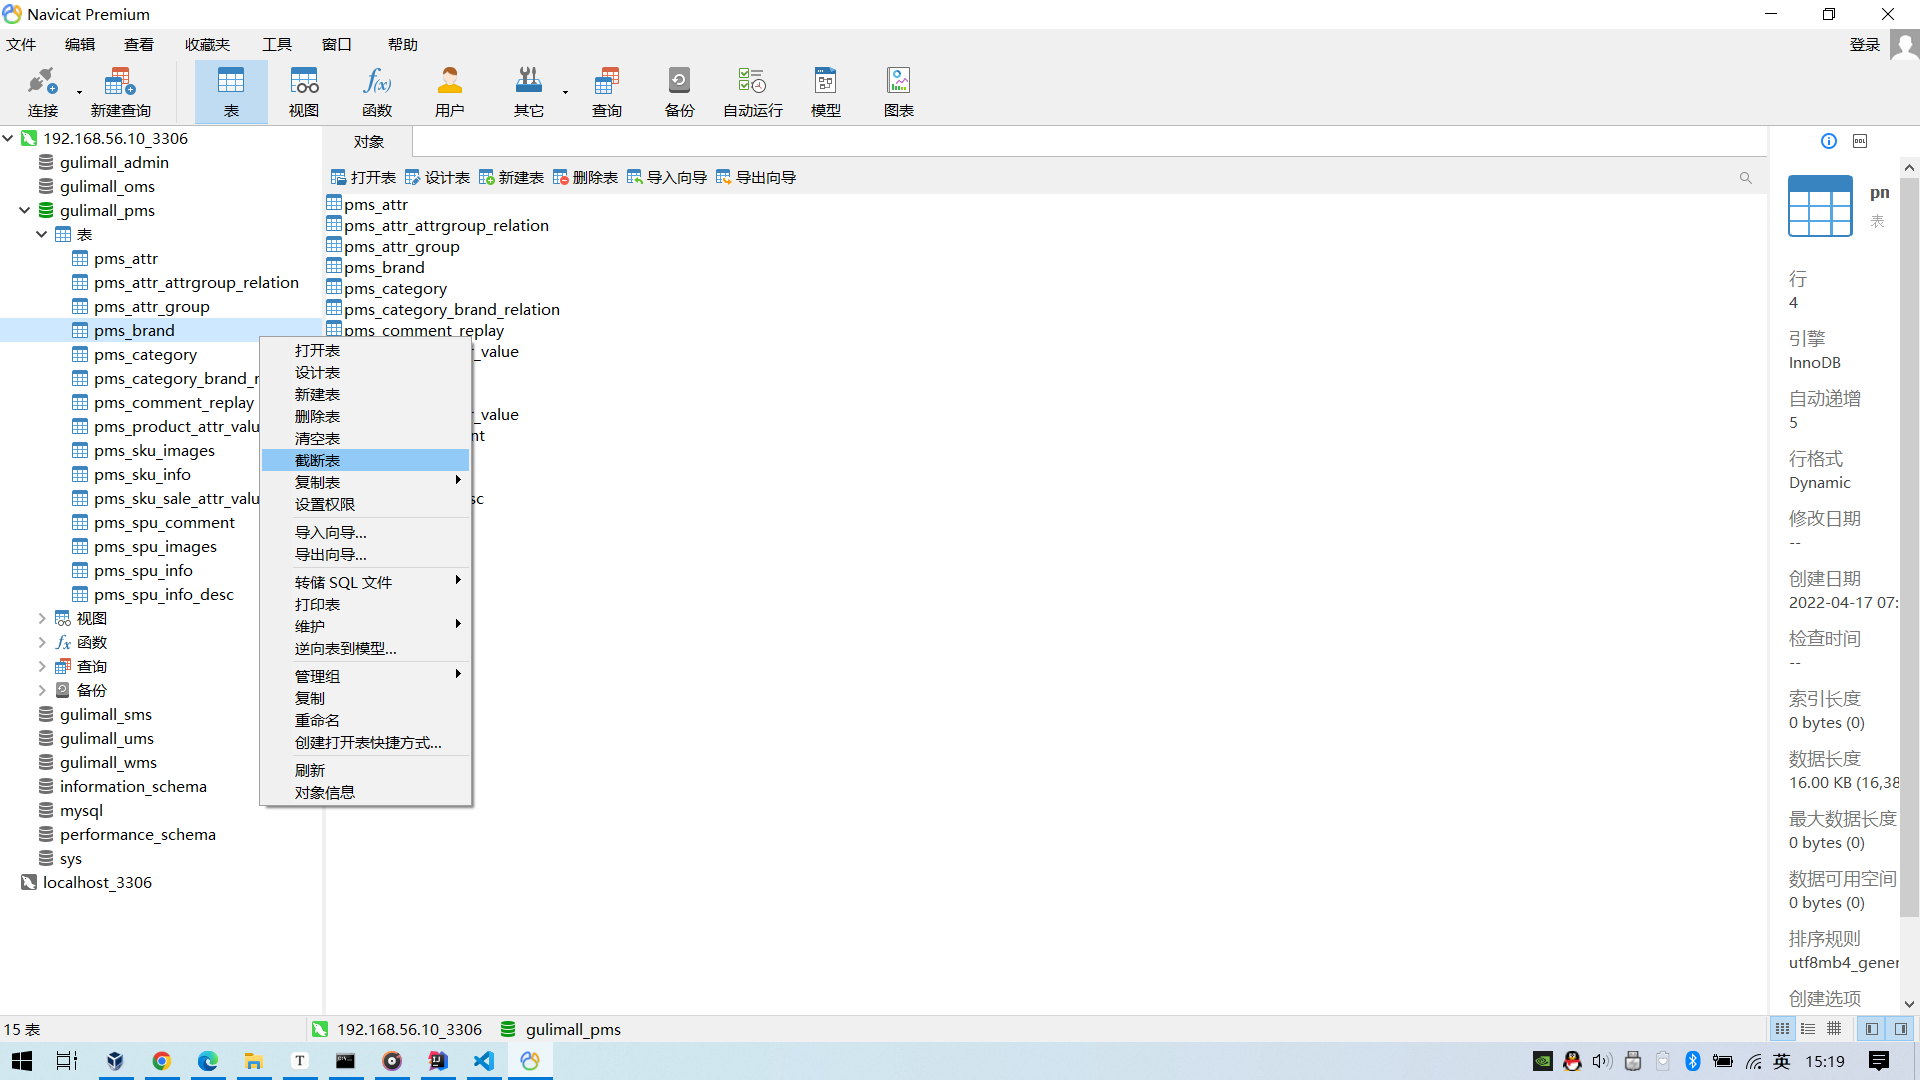 Navicat Premium
文件 编辑 查看 收藏夹 工具 窗口 帮助 登录
连接 新建查询 表 视图 函数 用户 其它 查询 备份 自动运行 模型 图表
192.168.56.10_3306
gulimall_admin
gulimall_oms
gulimall_pms
表
pms_attr
pms_attr_attrgroup_relation
pms_attr_group
pms_brand
pms_category
pms_category_brand_r
pms_comment_replay
pms_product_attr_valu
pms_sku_images
pms_sku_info
pms_sku_sale_attr_valu
pms_spu_comment
pms_spu_images
pms_spu_info
pms_spu_info_desc
视图
函数
查询
备份
gulimall_sms
gulimall_ums
gulimall_wms
information_schema
mysql
performance_schema
sys
localhost_3306
对象
打开表 设计表 新建表 删除表 导入向导 导出向导
pms_attr
pms_attr_attrgroup_relation
pms_attr_group
pms_brand
pms_category
pms_category_brand_relation
pms_comment_replay
_value
_value
nt
sc
打开表
设计表
新建表
删除表
清空表
截断表
复制表
设置权限
导入向导...
导出向导...
转储 SQL 文件
打印表
维护
逆向表到模型...
管理组
复制
重命名
创建打开表快捷方式...
刷新
对象信息
pn
表
行
4
引擎
InnoDB
自动递增
5
行格式
Dynamic
修改日期
--
创建日期
2022-04-17 07:
检查时间
--
索引长度
0 bytes (0)
数据长度
16.00 KB (16,38
最大数据长度
0 bytes (0)
数据可用空间
0 bytes (0)
排序规则
utf8mb4_gener
创建选项
15 表 192.168.56.10_3306 gulimall_pms
英 15:19